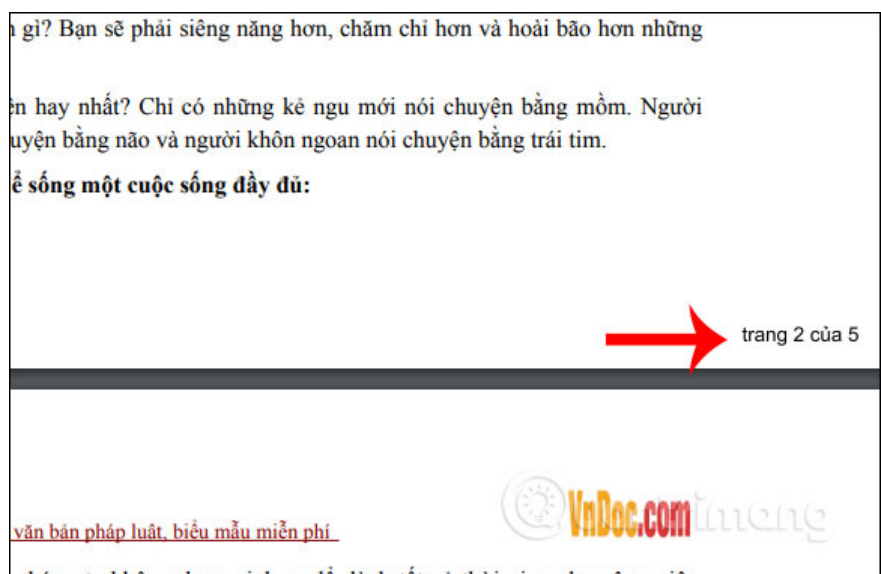 gì? Bạn sẽ phải siêng năng hơn, chăm chỉ hơn và hoài bão hơn những
hay nhất? Chỉ có những kẻ ngu mới nói chuyện bằng mồm. Người
bằng não và người khôn ngoan nói chuyện bằng trái tim.
sống một cuộc sống đầy đủ:
trang 2 của 5
VnDoc.com
văn bản pháp luật, biểu mẫu miễn phí